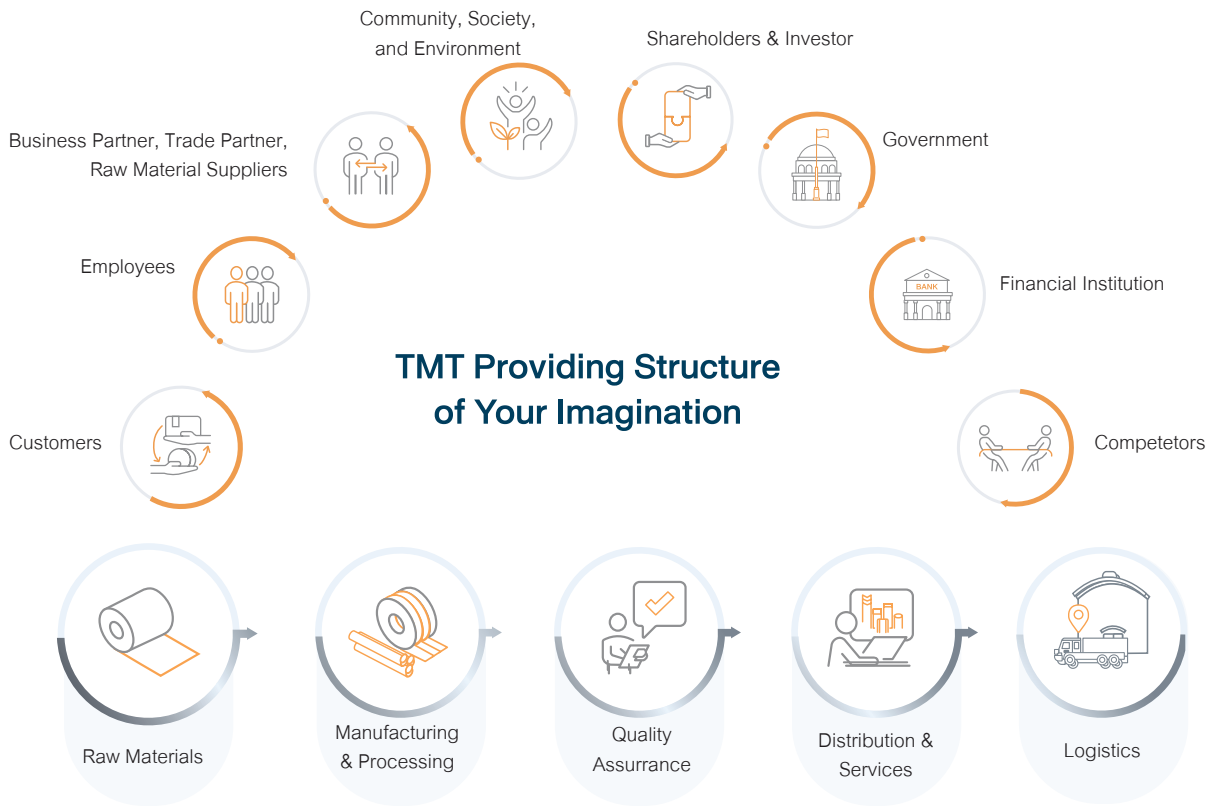 Community, Society,
and Environment
Shareholders & Investor
Business Partner, Trade Partner,
Raw Material Suppliers
Government
Employees
Financial Institution
BANK
TMT Providing Structure
of Your Imagination
Customers
Competetors
Raw Materials
Manufacturing
& Processing
Quality
Assurrance
Distribution &
Services
Logistics